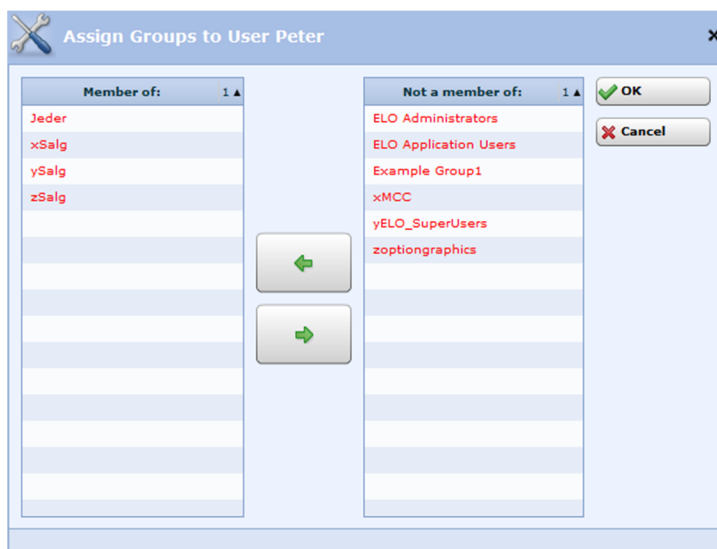 Assign Groups to User Peter
Member of: 1
Jeder
xSalg
ySalg
zSalg
Not a member of: 1
ELO Administrators
ELO Application Users
Example Group1
xMCC
yELO_SuperUsers
zoptiongraphics
OK
Cancel